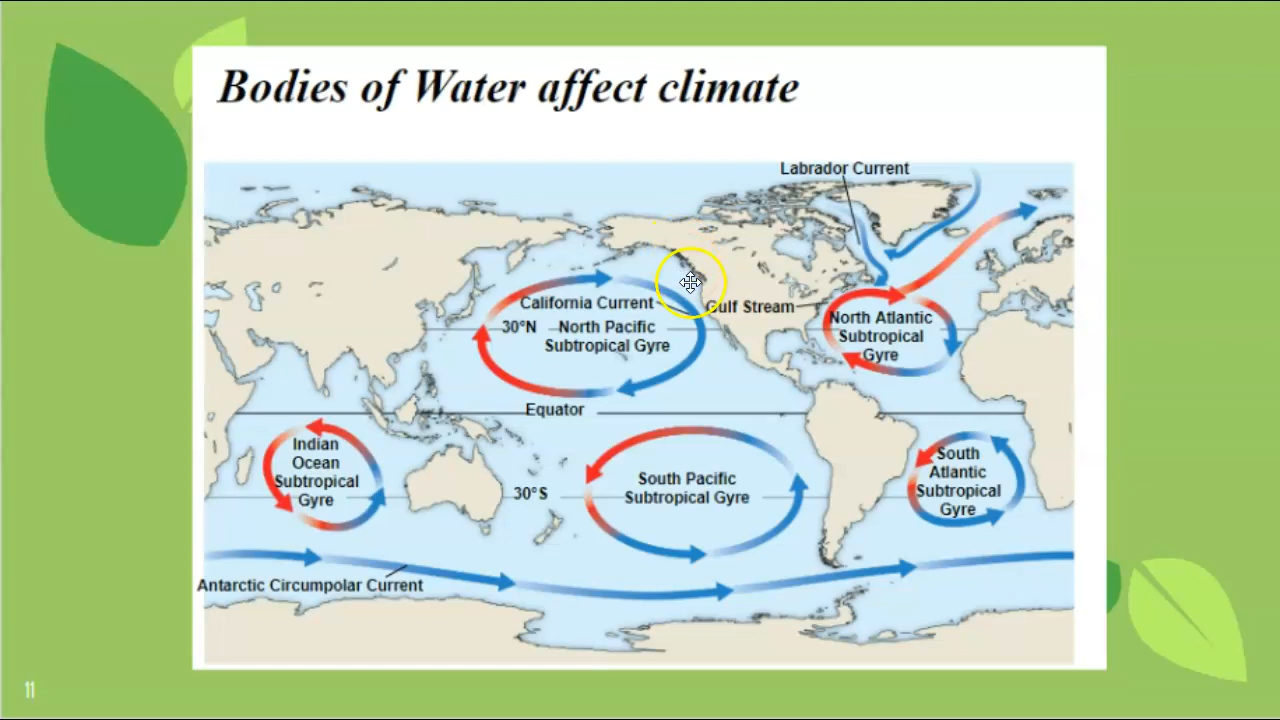 Bodies of Water affect climate
Labrador Current
California Current
Gulf Stream
30°N
North Pacific
Subtropical Gyre
North Atlantic
Subtropical
Gyre
Equator
Indian
Ocean
Subtropical
Gyre
30°S
South Pacific
Subtropical Gyre
South
Atlantic
Subtropical
Gyre
Antarctic Circumpolar Current
11